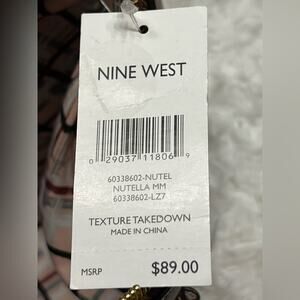 NINE WEST
0 29037 11806 9
60338602-NUTEL
NUTELLA MM
60338602-LZ7
TEXTURE TAKEDOWN
MADE IN CHINA
MSRP $89.00